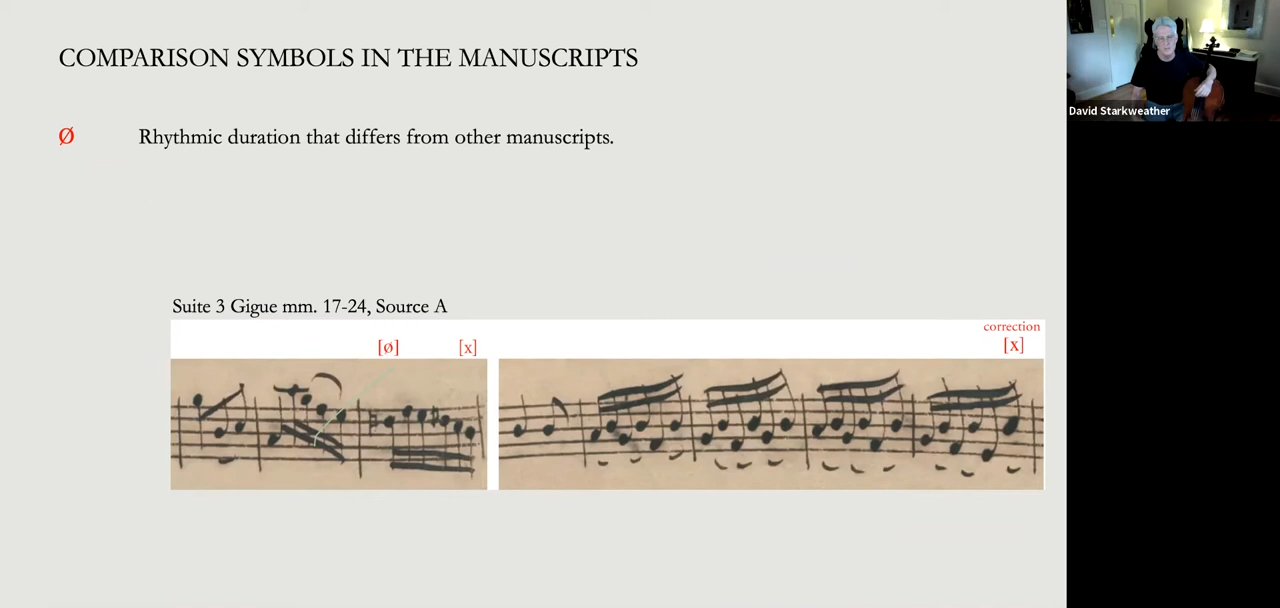 COMPARISON SYMBOLS IN THE MANUSCRIPTS
Ø Rhythmic duration that differs from other manuscripts.
Suite 3 Gigue mm. 17-24, Source A
correction
[ø] [x] [x]
David Starkweather